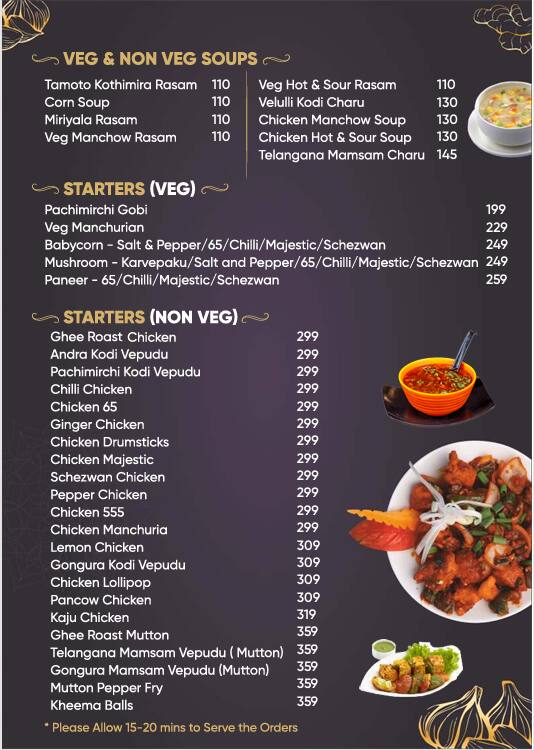 VEG & NON VEG SOUPS
Tamoto Kothimira Rasam 110
Corn Soup 110
Miriyala Rasam 110
Veg Manchow Rasam 110
Veg Hot & Sour Rasam 110
Velulli Kodi Charu 130
Chicken Manchow Soup 130
Chicken Hot & Sour Soup 130
Telangana Mamsam Charu 145
STARTERS (VEG)
Pachimirchi Gobi 199
Veg Manchurian 229
Babycorn - Salt & Pepper/65/Chilli/Majestic/Schezwan 249
Mushroom - Karvepaku/Salt and Pepper/65/Chilli/Majestic/Schezwan 249
Paneer - 65/Chilli/Majestic/Schezwan 259
STARTERS (NON VEG)
Ghee Roast Chicken 299
Andra Kodi Vepudu 299
Pachimirchi Kodi Vepudu 299
Chilli Chicken 299
Chicken 65 299
Ginger Chicken 299
Chicken Drumsticks 299
Chicken Majestic 299
Schezwan Chicken 299
Pepper Chicken 299
Chicken 555 299
Chicken Manchuria 299
Lemon Chicken 309
Gongura Kodi Vepudu 309
Chicken Lollipop 309
Pancow Chicken 309
Kaju Chicken 319
Ghee Roast Mutton 359
Telangana Mamsam Vepudu ( Mutton) 359
Gongura Mamsam Vepudu (Mutton) 359
Mutton Pepper Fry 359
Kheema Balls 359
* Please Allow 15-20 mins to Serve the Orders